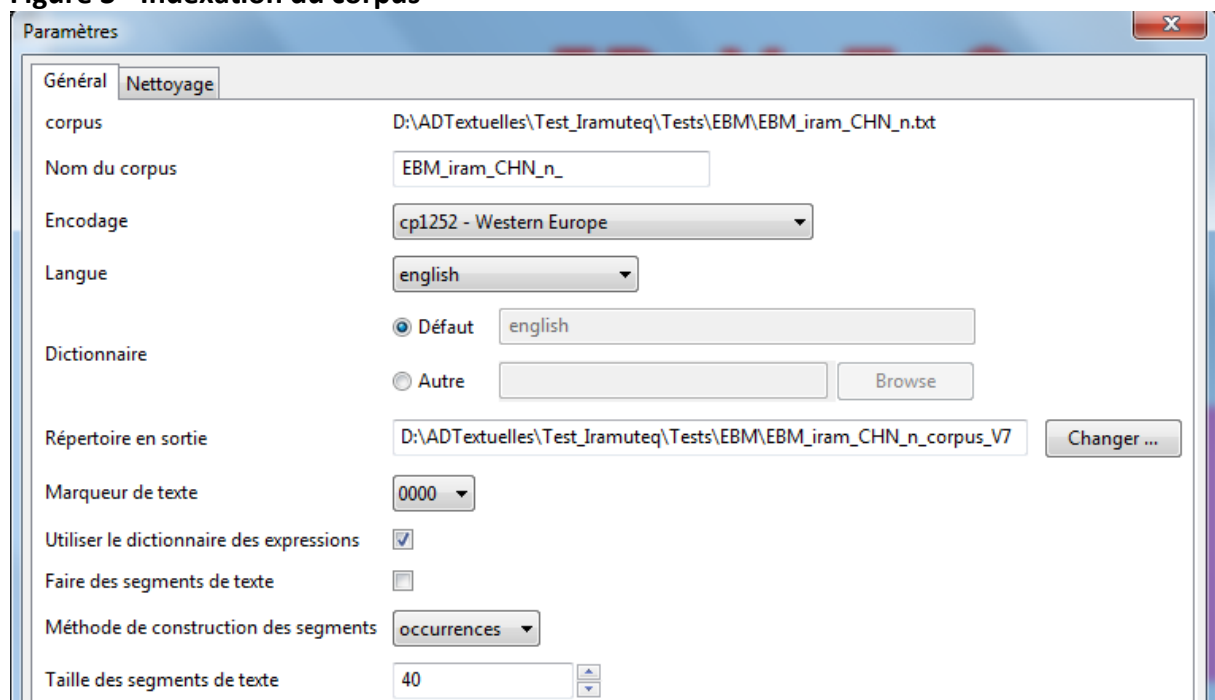 Figure 3 - Indexation du corpus
Paramètres
Général Nettoyage
corpus D:\ADTextuelles\Test_Iramuteq\Tests\EBM\EBM_iram_CHN_n.txt
Nom du corpus EBM_iram_CHN_n_
Encodage cp1252 - Western Europe
Langue english
Défaut english
Dictionnaire
Autre Browse
Répertoire en sortie D:\ADTextuelles\Test_Iramuteq\Tests\EBM\EBM_iram_CHN_n_corpus_V7 Changer ...
Marqueur de texte 0000
Utiliser le dictionnaire des expressions
Faire des segments de texte
Méthode de construction des segments occurrences
Taille des segments de texte 40